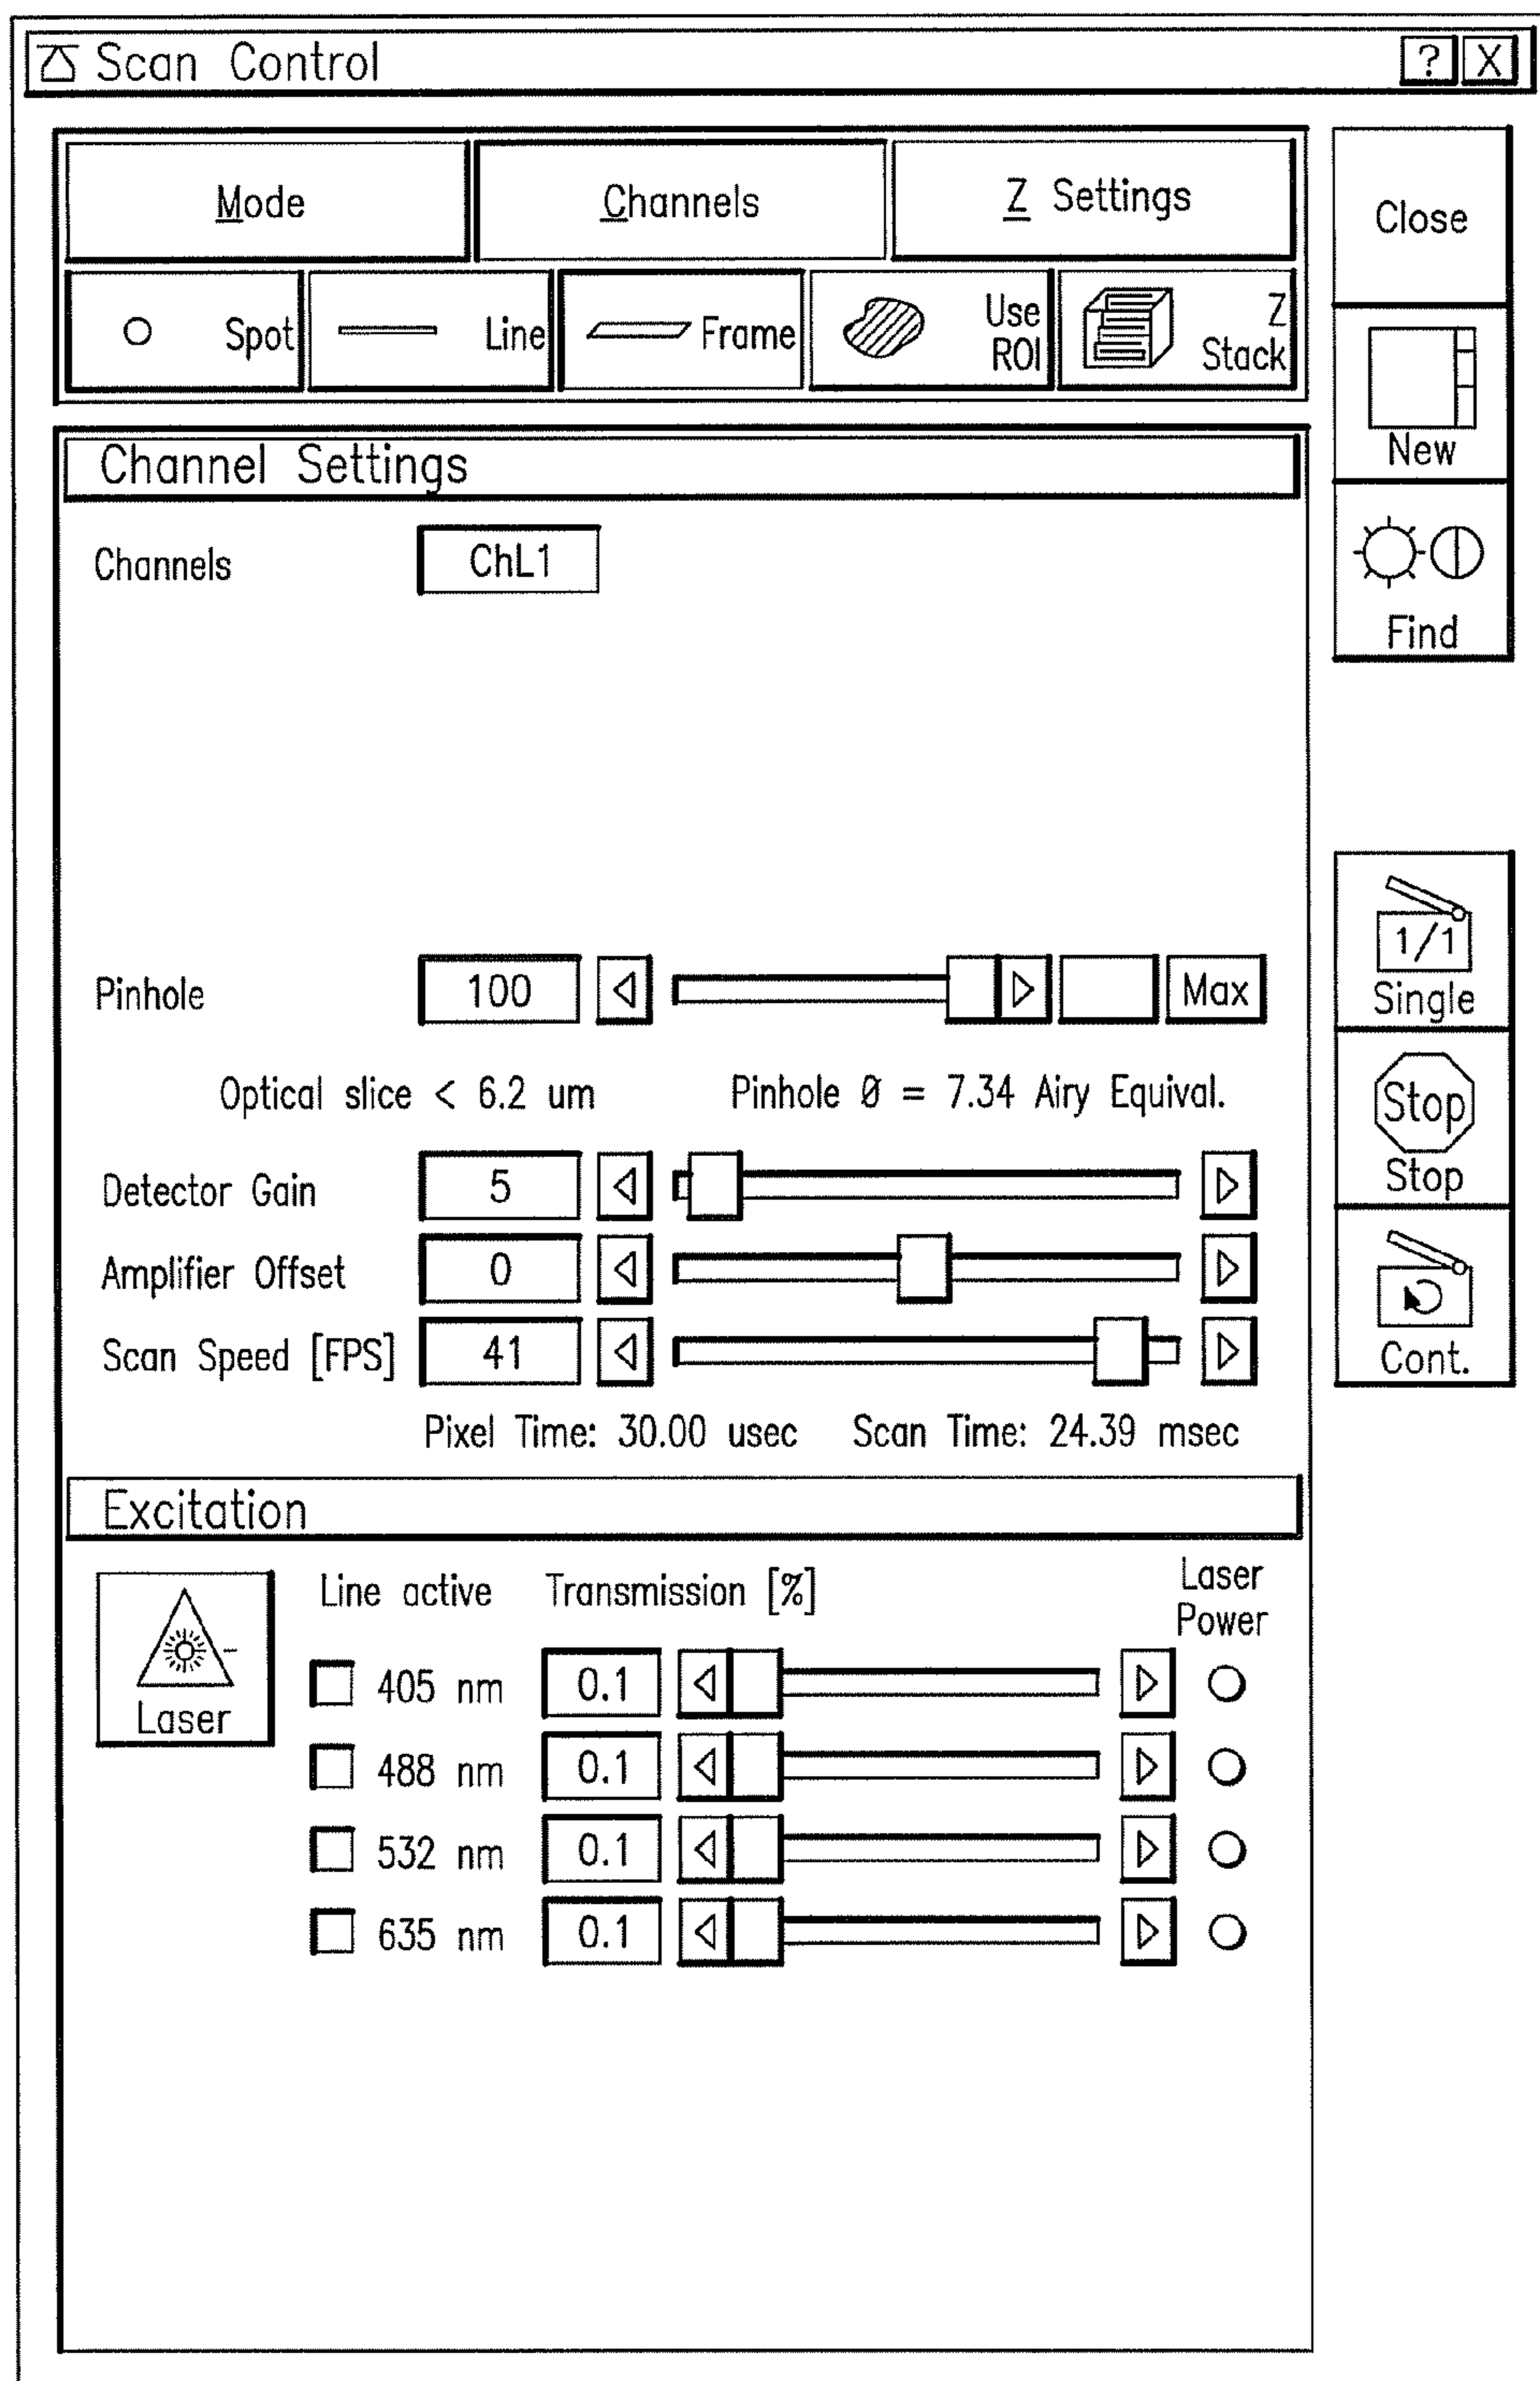 Scan Control ? X
Mode Channels Z Settings Close
Spot Line Frame Use ROI Z Stack
New
Find
Channel Settings
Channels ChL1
Pinhole 100 Max
Optical slice < 6.2 um Pinhole Ø = 7.34 Airy Equival.
Detector Gain 5
Amplifier Offset 0
Scan Speed [FPS] 41
Pixel Time: 30.00 usec Scan Time: 24.39 msec
1/1
Single
Stop
Stop
Cont.
Excitation
Laser
Line active Transmission [%] Laser Power
405 nm 0.1
488 nm 0.1
532 nm 0.1
635 nm 0.1